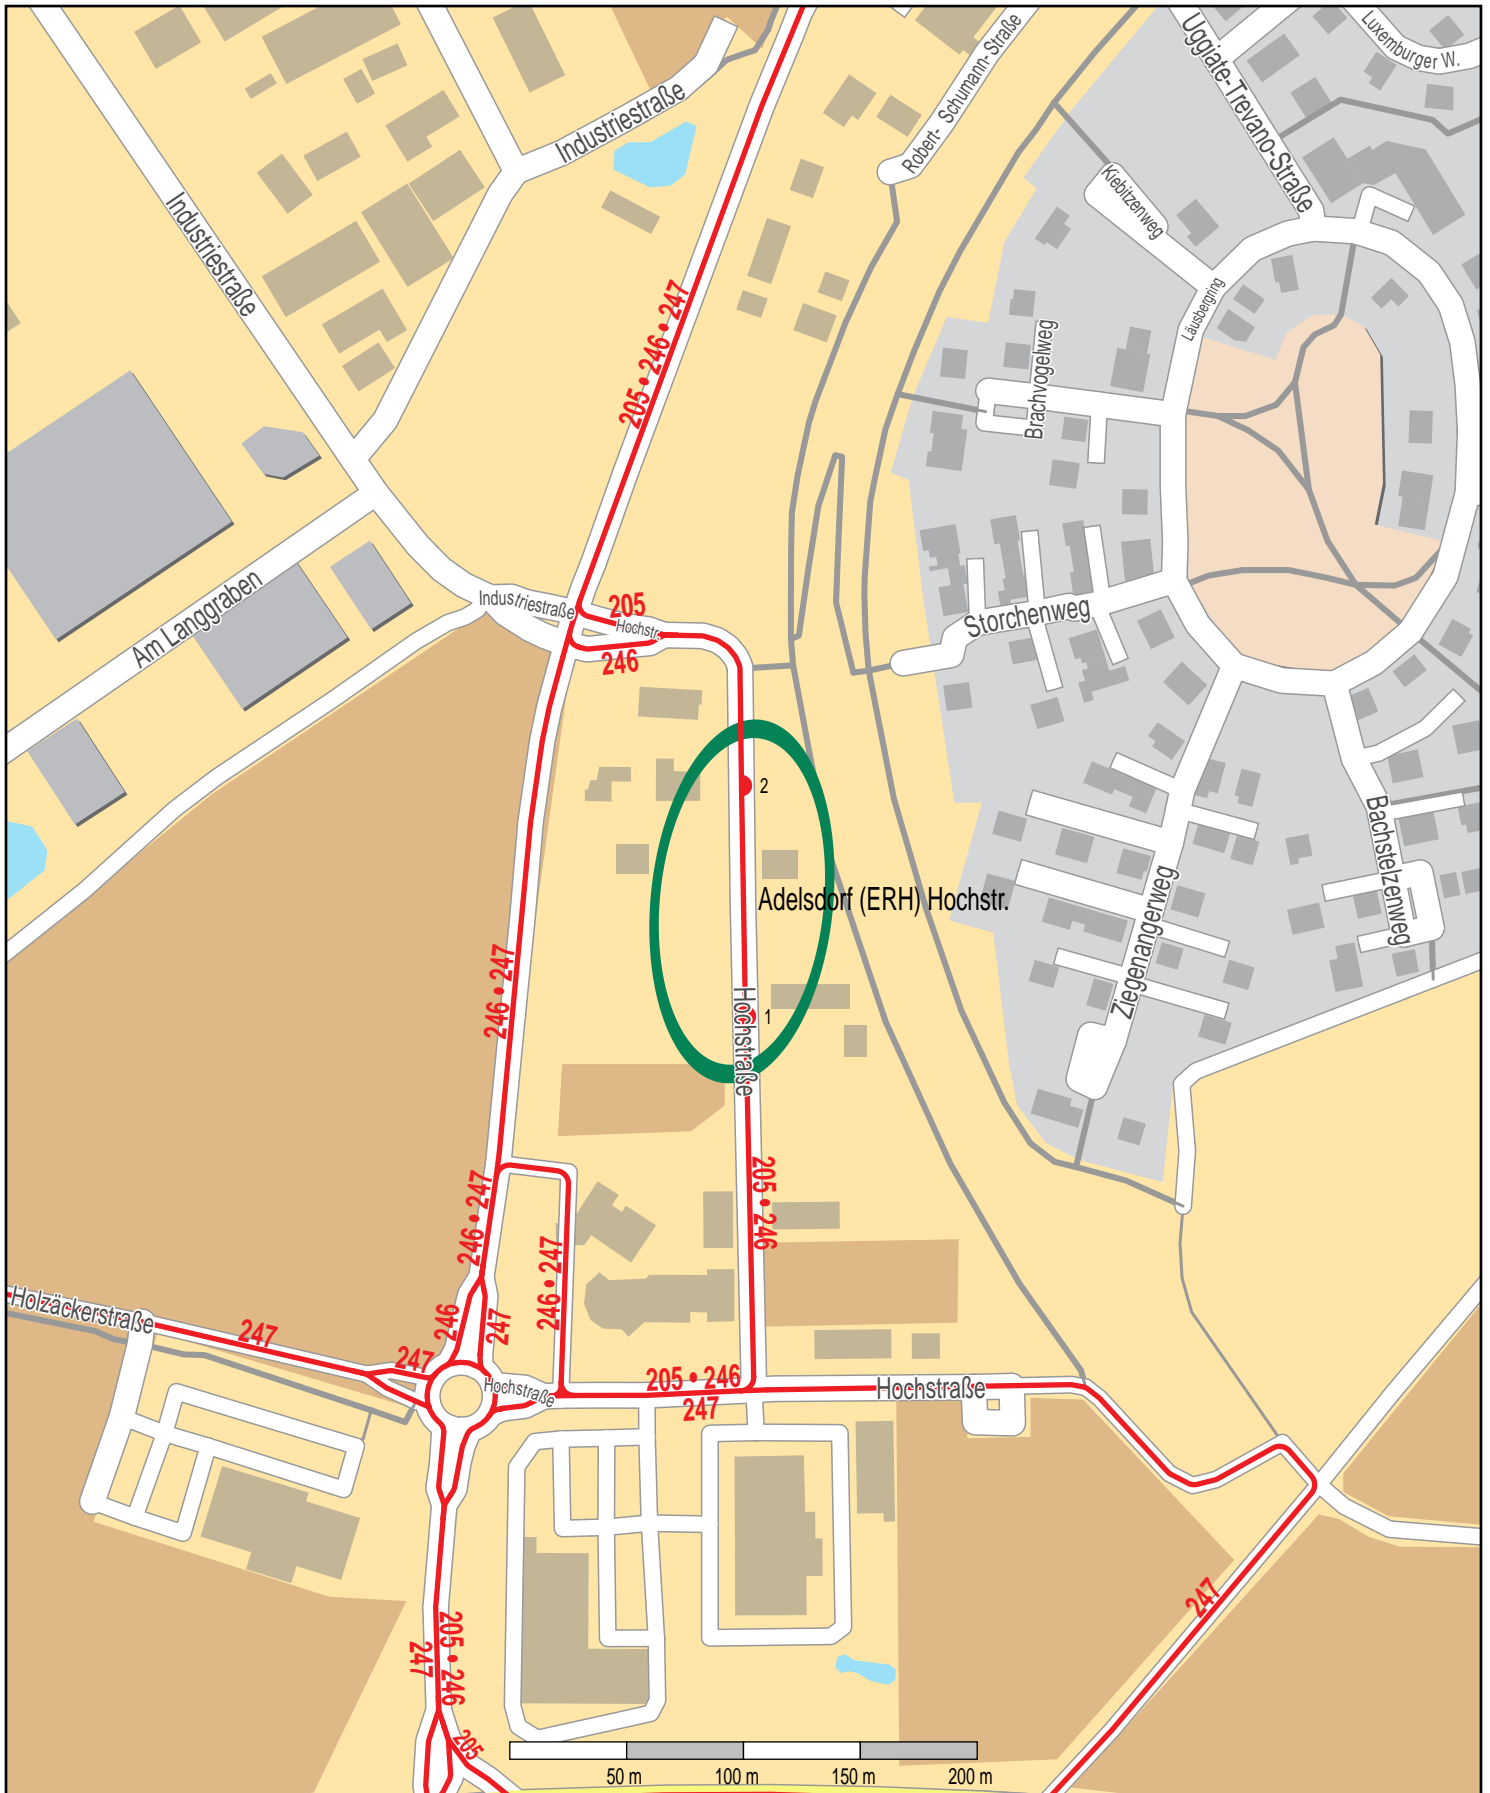 Luxemburger W.
Uggiate-Trevano-Straße
Robert- Schumann-Straße
Industriestraße
Kiebitzenweg
Industriestraße
Läusbergring
205 • 246 • 247
Brachvogelweg
Am Langgraben
Industriestraße
205
Hochstr.
246
Storchenweg
2
Bachstelzenweg
Adelsdorf (ERH) Hochstr.
Ziegenangerweg
246 • 247
Hochstraße
1
205 • 246
246 • 247
246 • 247
Holzäckerstraße
247
246
247
247
Hochstraße
205 • 246
247
Hochstraße
247
205 • 246
247
205
50 m
100 m
150 m
200 m